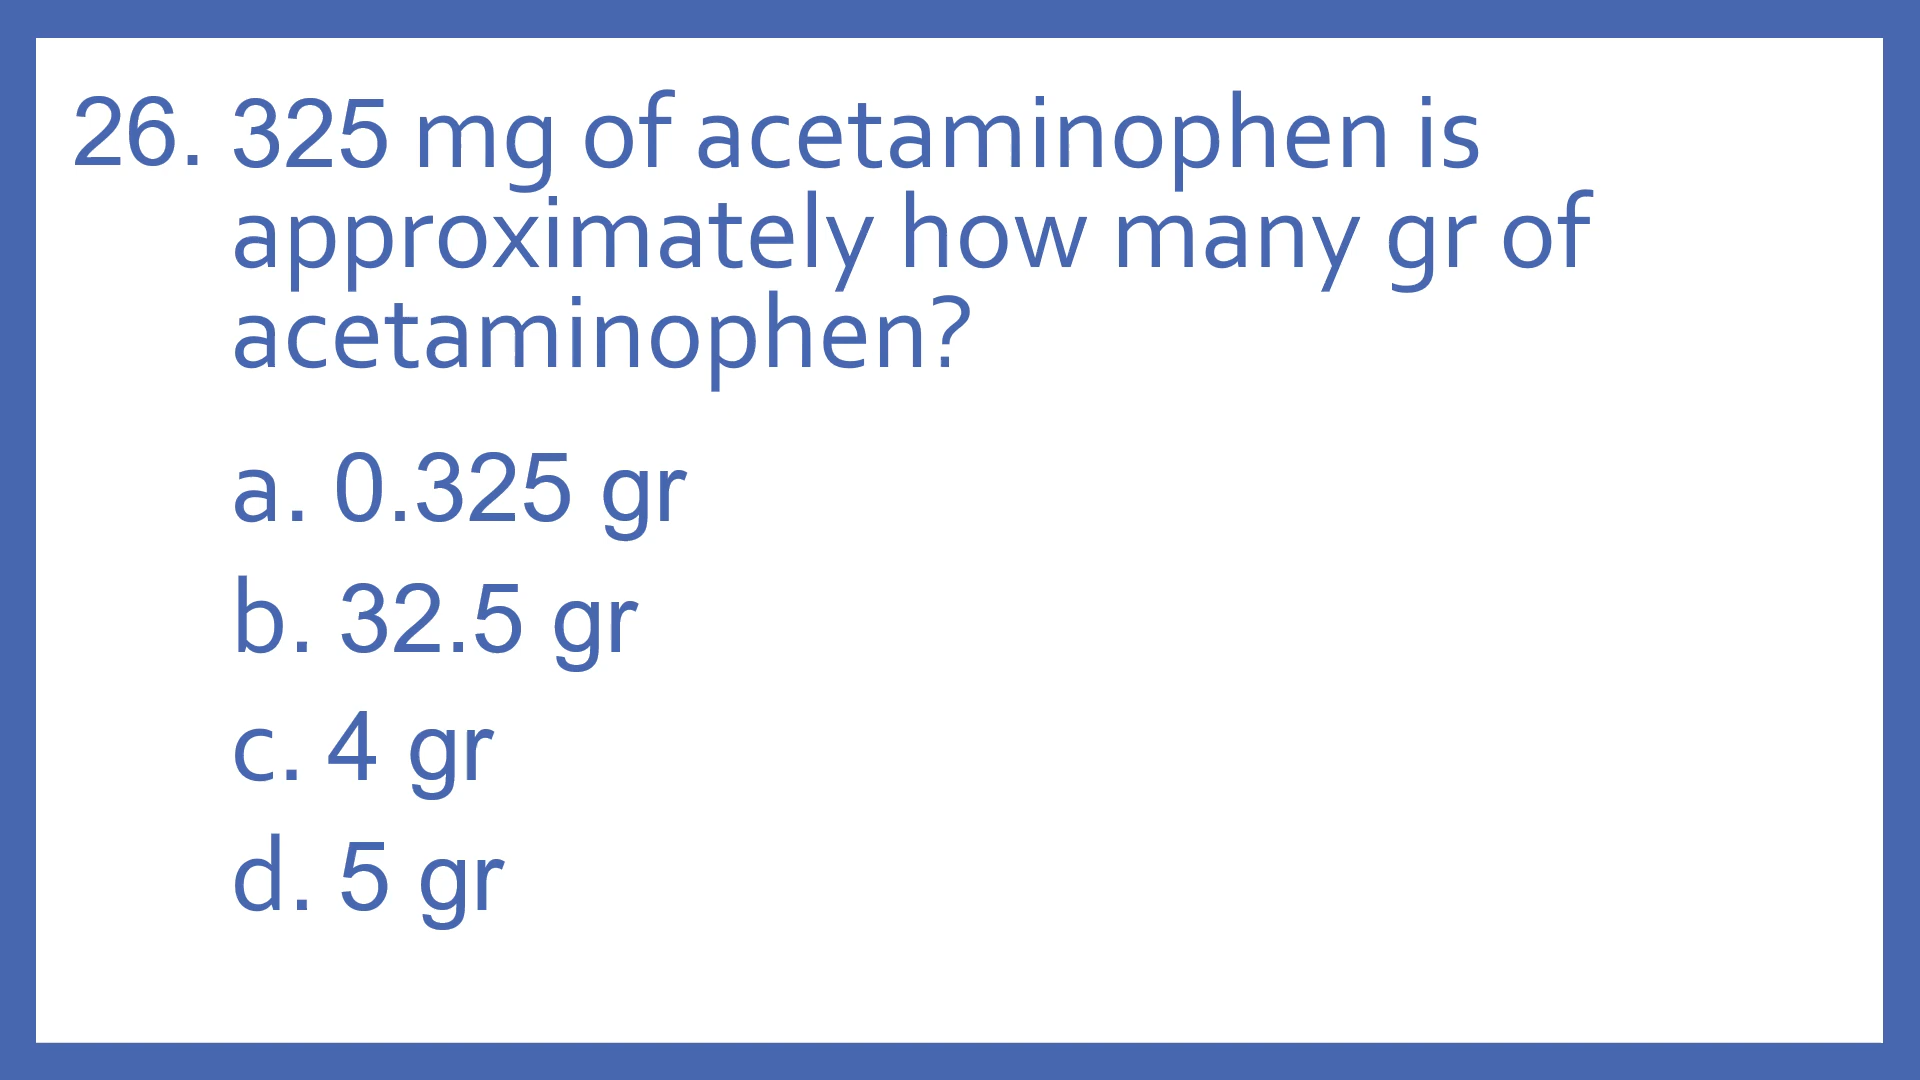 26. 325 mg of acetaminophen is
approximately how many gr of
acetaminophen?
a. 0.325 gr
b. 32.5 gr
c. 4 gr
d. 5 gr